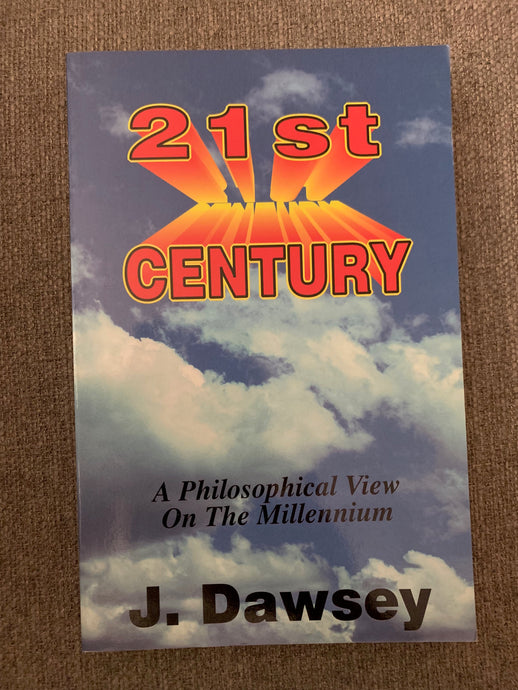 21st
CENTURY
A Philosophical View
On The Millennium
J. Dawsey